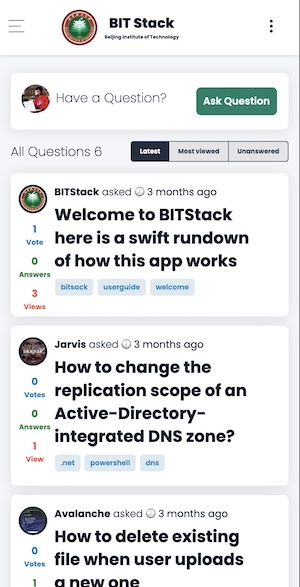 BIT Stack
Beijing Institute of Technology
Have a Question?
Ask Question
All Questions 6
Latest
Most viewed
Unanswered
BITStack asked 3 months ago
1
Vote
0
Answers
3
Views
Welcome to BITStack
here is a swift rundown
of how this app works
bitsack
userguide
welcome
Jarvis asked 3 months ago
0
Votes
0
Answers
1
View
How to change the
replication scope of an
Active-Directory-
integrated DNS zone?
.net
powershell
dns
Avalanche asked 3 months ago
0
Votes
1
How to delete existing
file when user uploads
a new one